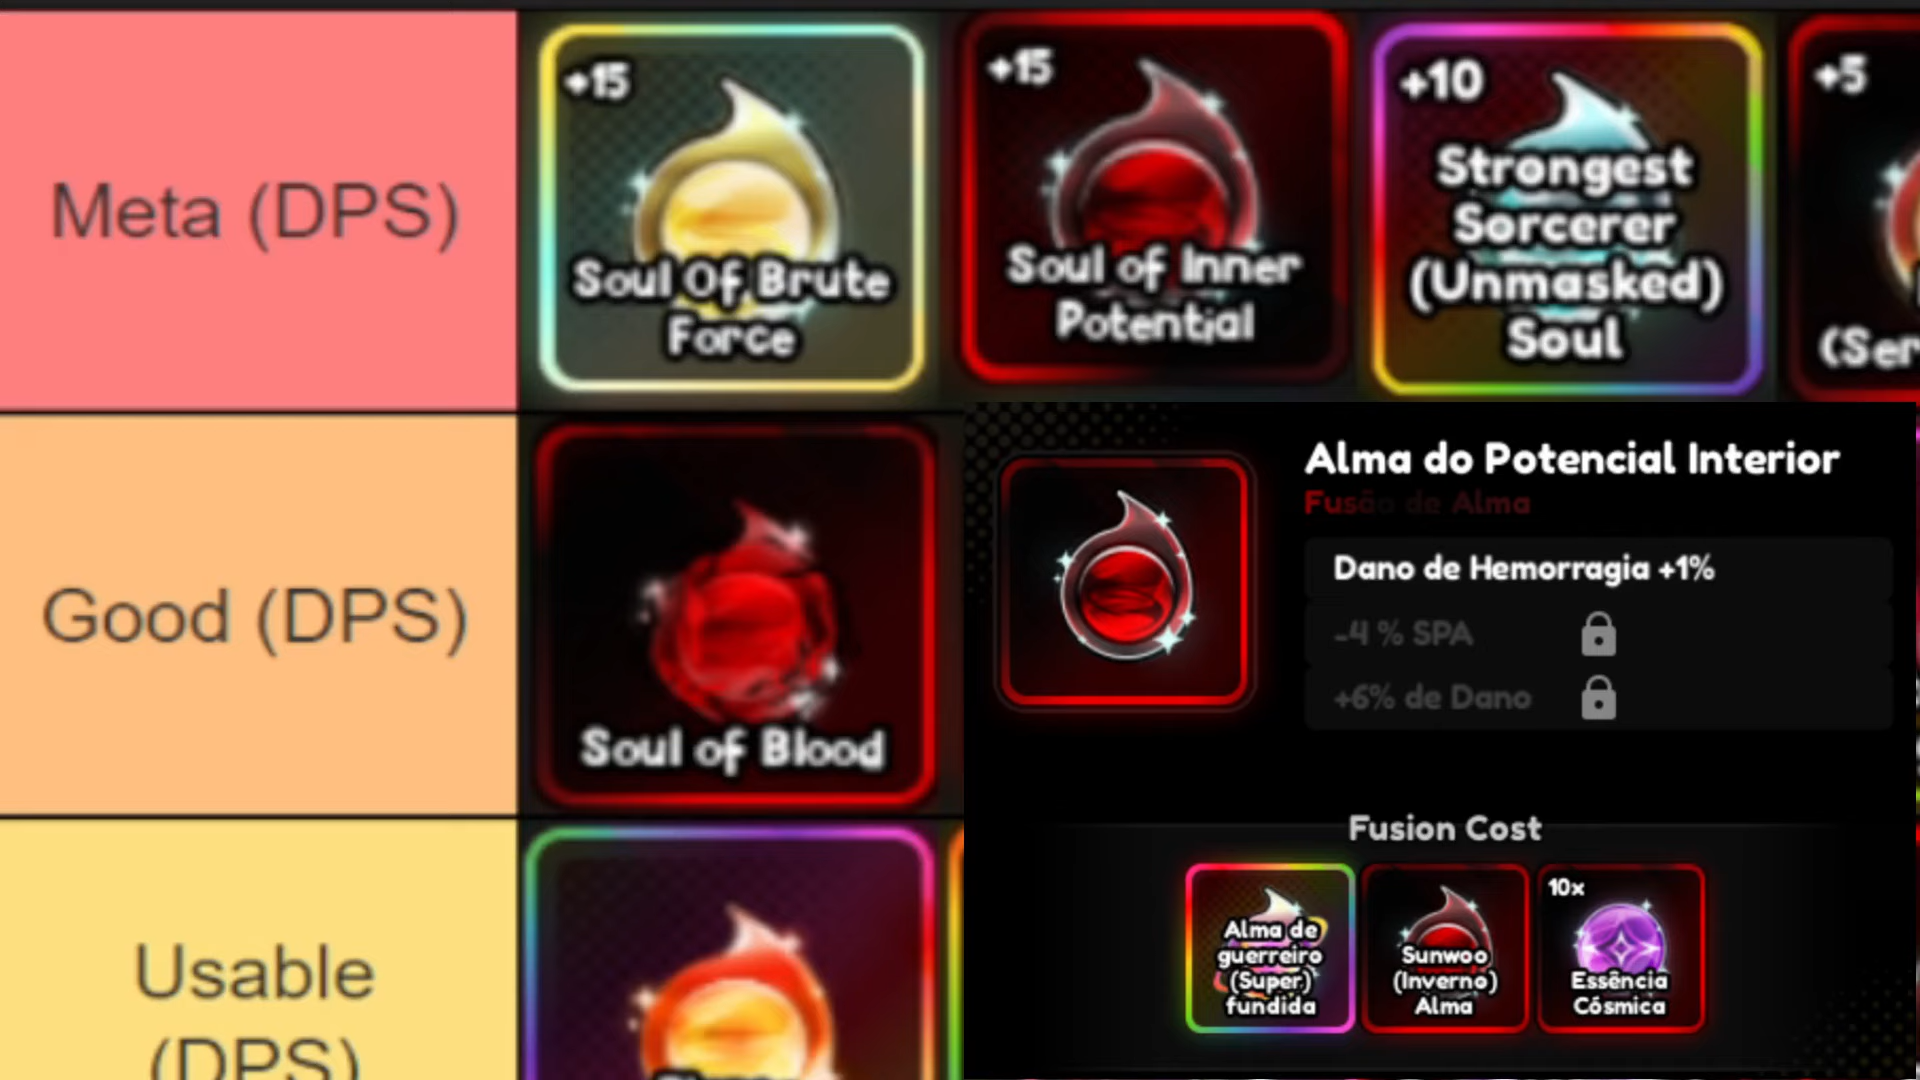 Meta (DPS)
+15
Soul Of Brute
Force
+15
Soul of Inner
Potential
+10
Strongest
Sorcerer
(Unmasked)
Soul
+5
(Ser
Good (DPS)
Soul of Blood
Usable
(DPS)
Alma do Potencial Interior
Fusão de Alma
Dano de Hemorragia +1%
-4 % SPA
+6% de Dano
Fusion Cost
Alma de
guerreiro
(Super)
fundida
Sunwoo
(Inverno)
Alma
10x
Essência
Cósmica